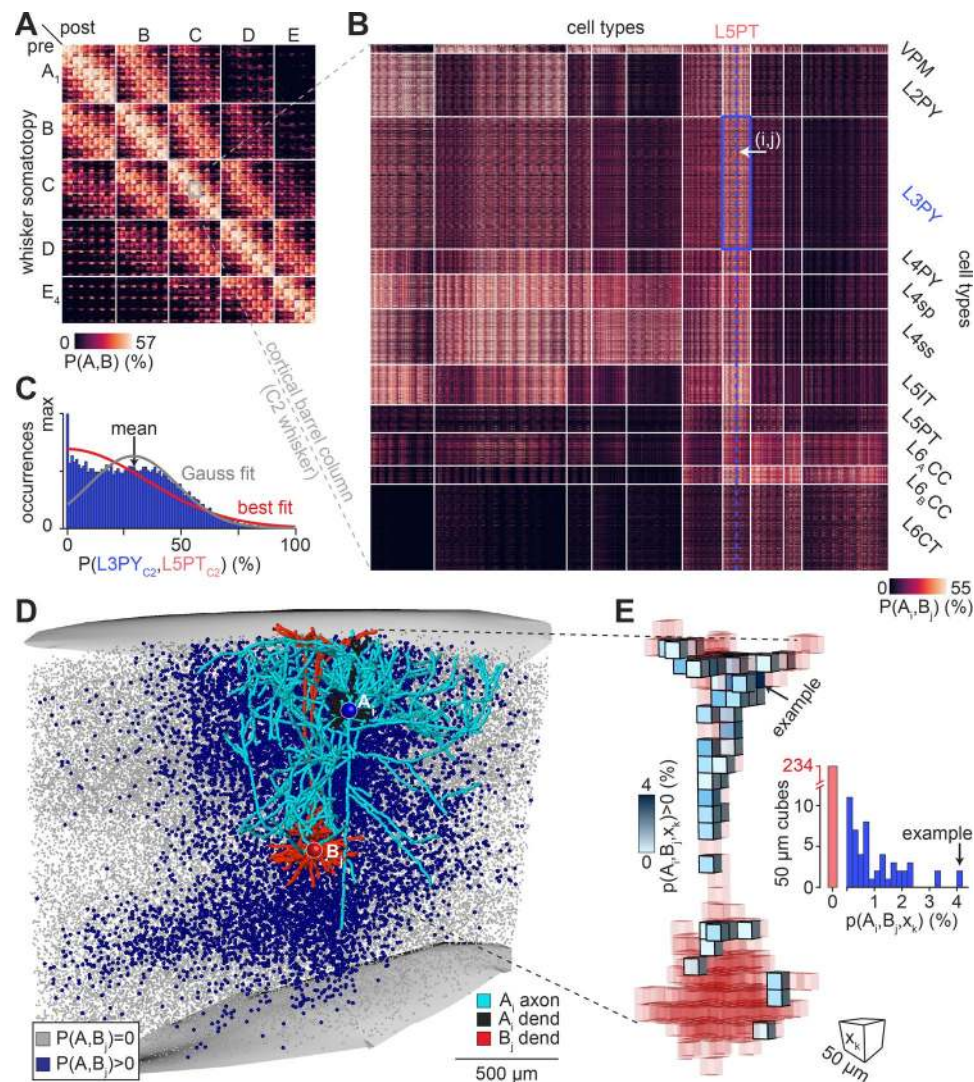 A
post
pre
B
C
D
E
A1
B
C
D
E4
whisker somatotopy
0 57
P(A,B) (%)
B
cell types
L5PT
VPM
L2PY
L3PY
L4PY
L4sp
L4ss
L5IT
L5PT
L6ACC
L6BCC
L6CT
cell types
(i,j)
0 55
P(Ai,Bj) (%)
cortical barrel column
(C2 whisker)
C
max
occurrences
0
mean
Gauss fit
best fit
0 50 100
P(L3PYC2,L5PTC2) (%)
D
Ai
Bj
P(A,Bj)=0
P(A,Bj)>0
Ai axon
Ai dend
Bj dend
500 µm
E
example
4
0
p(Ai,Bj,xk)>0 (%)
234
10
5
0
50 µm cubes
example
0 1 2 3 4
p(Ai,Bj,xk) (%)
xk
50 µm